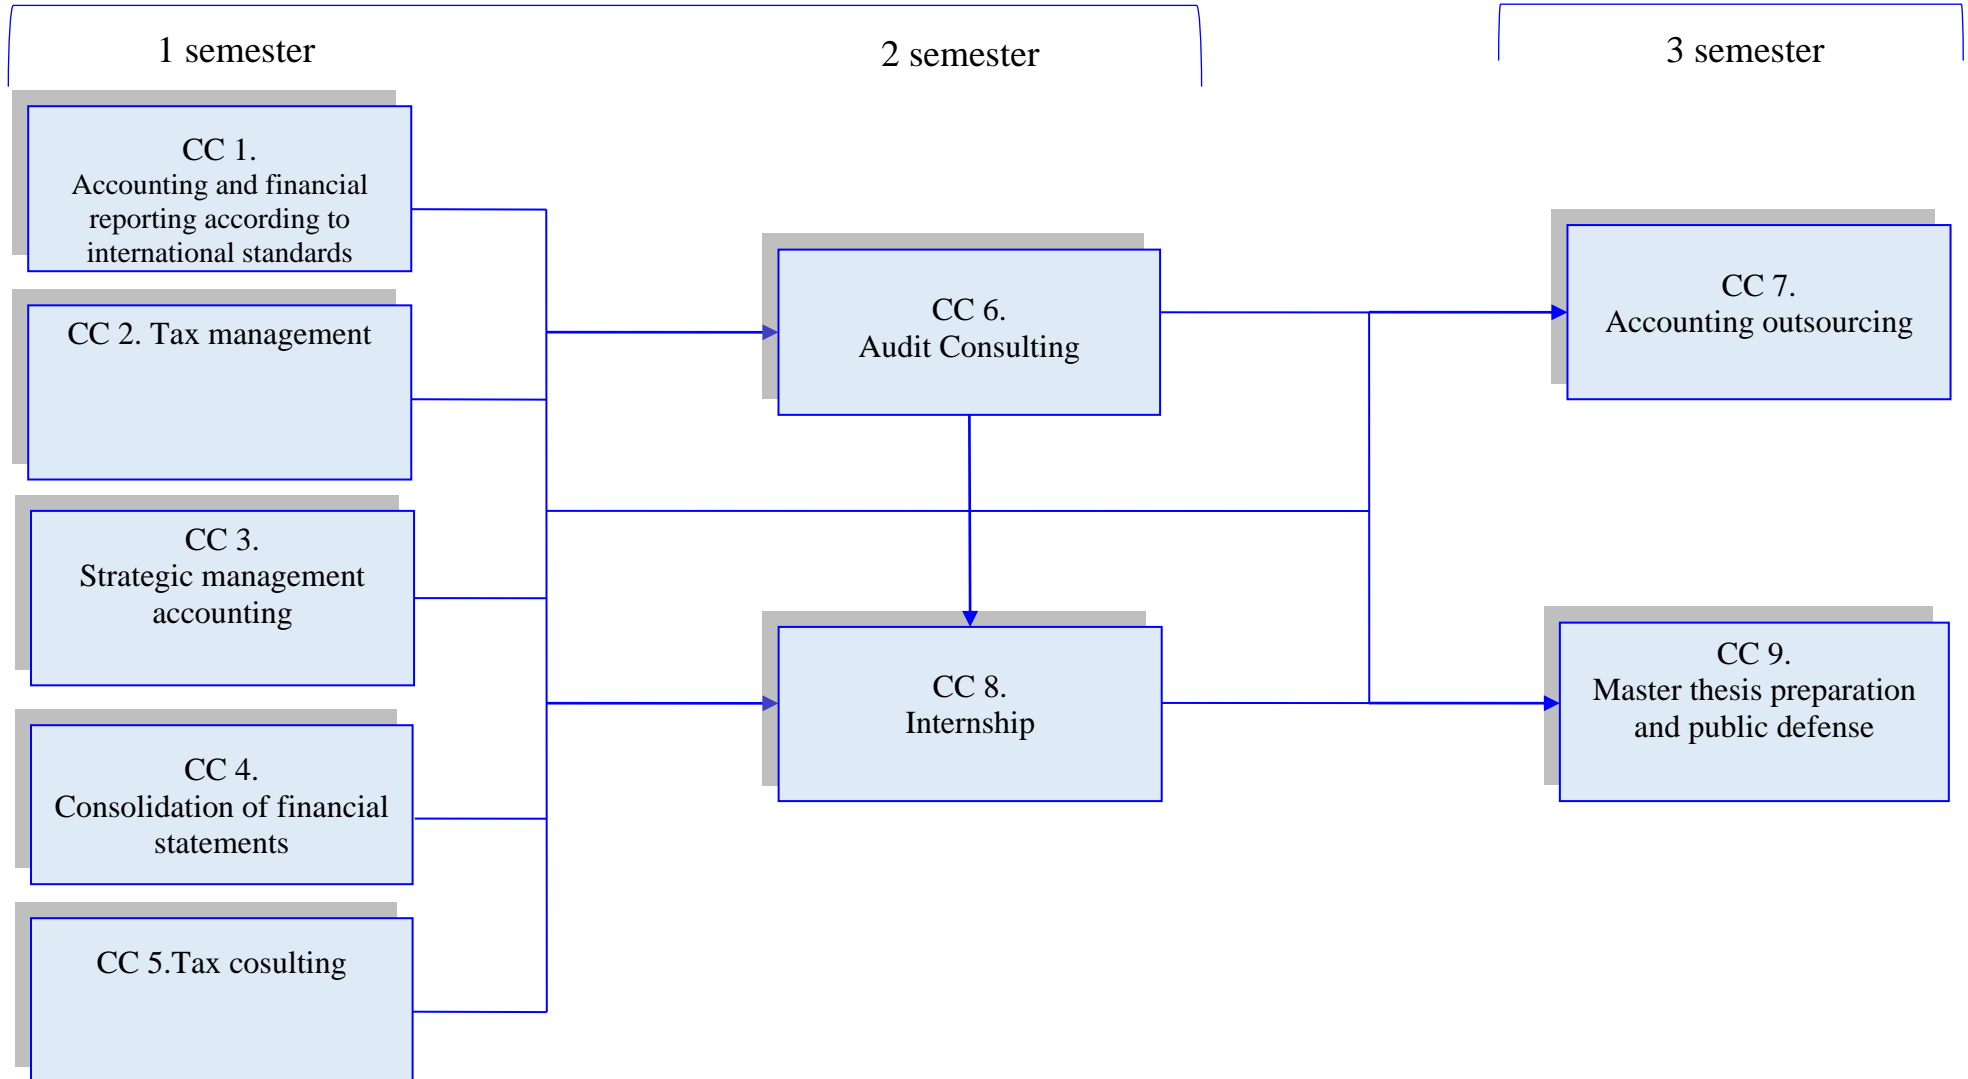 1 semester
2 semester
3 semester
CC 1.
Accounting and financial
reporting according to
international standards
CC 2. Tax management
CC 3.
Strategic management
accounting
CC 4.
Consolidation of financial
statements
CC 5.Tax cosulting
CC 6.
Audit Consulting
CC 8.
Internship
CC 7.
Accounting outsourcing
CC 9.
Master thesis preparation
and public defense